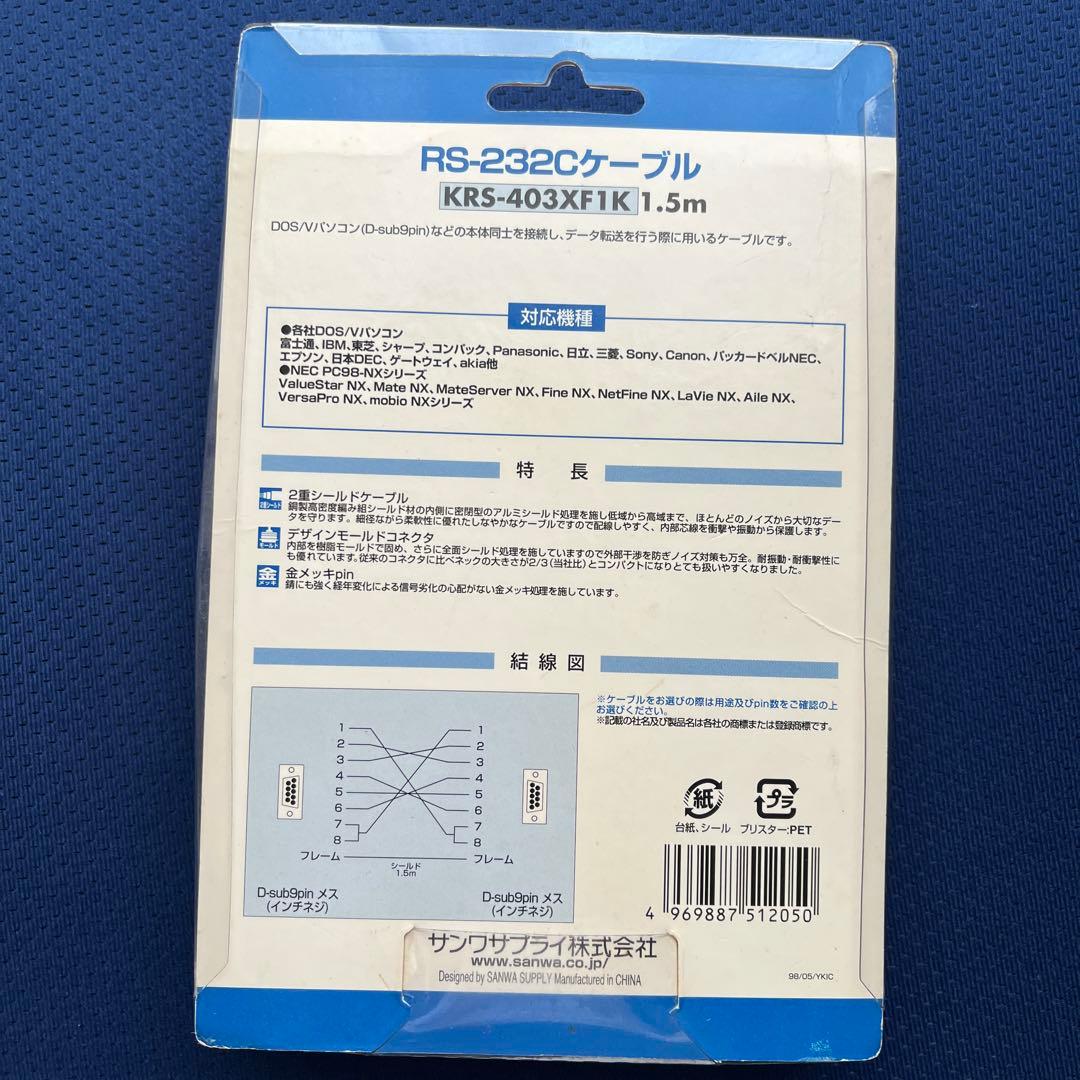 RS-232Cケーブル
KRS-403XF1K 1.5m
DOS/Vパソコン(D-sub9pin)などの本体同士を接続し、データ転送を行う際に用いるケーブルです。
対応機種
●各社DOS/Vパソコン
富士通、IBM、東芝、シャープ、コンパック、Panasonic、日立、三菱、Sony、Canon、パッカードベルNEC、
エプソン、日本DEC、ゲートウェイ、akia他
●NEC PC98-NXシリーズ
ValueStar NX、Mate NX、MateServer NX、Fine NX、NetFine NX、LaVie NX、Aile NX、
VersaPro NX、mobio NXシリーズ
特 長
2重シールド
2重シールドケーブル
銅製高密度編み組シールド材の内側に密閉型のアルミシールド処理を施し低域から高域まで、ほとんどのノイズから大切なデー
タを守ります。細径ながら柔軟性に優れたしなやかなケーブルですので配線しやすく、内部芯線を衝撃や振動から保護します。
モールド
デザインモールドコネクタ
内部を樹脂モールドで固め、さらに全面シールド処理を施していますので外部干渉を防ぎノイズ対策も万全。耐振動・耐衝撃性に
も優れています。従来のコネクタに比べネックの大きさが2/3(当社比)とコンパクトになりとても扱いやすくなりました。
金
メッキ
金メッキpin
錆にも強く経年変化による信号劣化の心配がない金メッキ処理を施しています。
結線図
1 1
2 2
3 3
4 4
5 5
6 6
7 7
8 8
フレーム フレーム
シールド
1.5m
D-sub9pin メス
(インチネジ)
D-sub9pin メス
(インチネジ)
※ケーブルをお選びの際は用途及びpin数をご確認の上
お選びください。
※記載の社名及び製品名は各社の商標または登録商標です。
紙 プラ
台紙、シール ブリスター:PET
4 969887 512050
サンワサプライ株式会社
www.sanwa.co.jp/
Designed by SANWA SUPPLY Manufactured in CHINA
98/05/YKIC